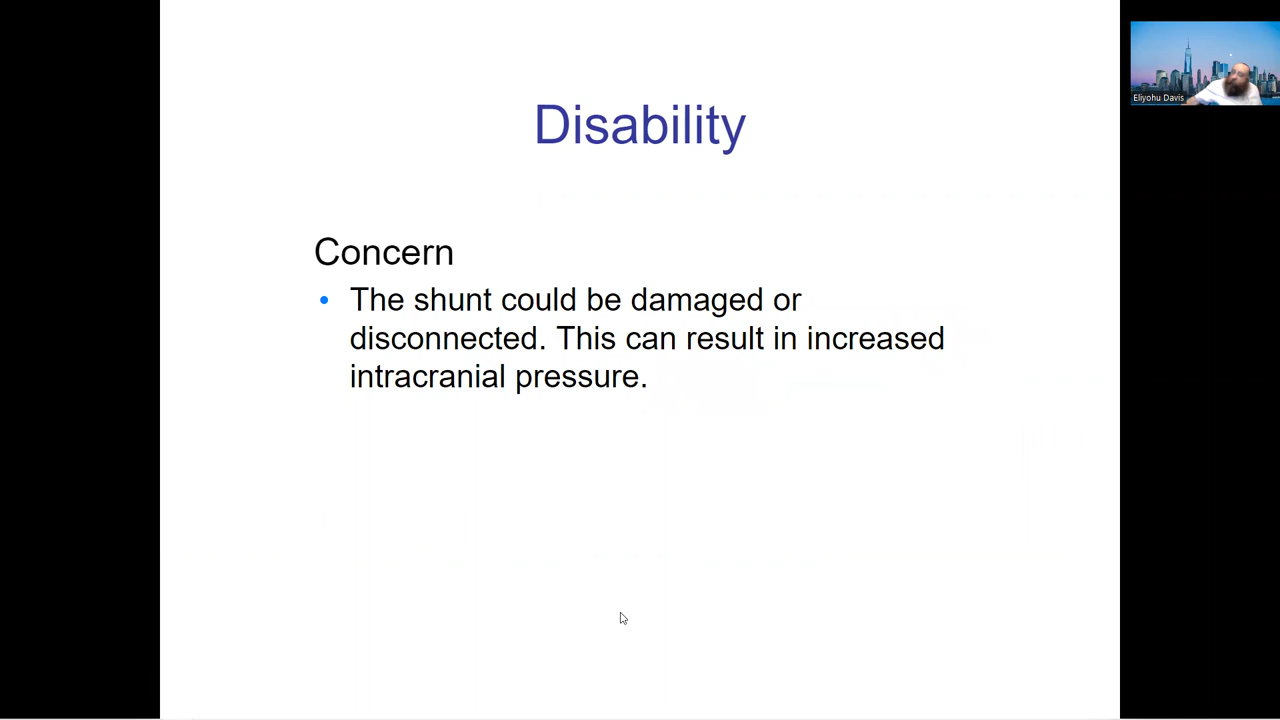 Disability
Concern
• The shunt could be damaged or
disconnected. This can result in increased
intracranial pressure.
Eliyohu Davis